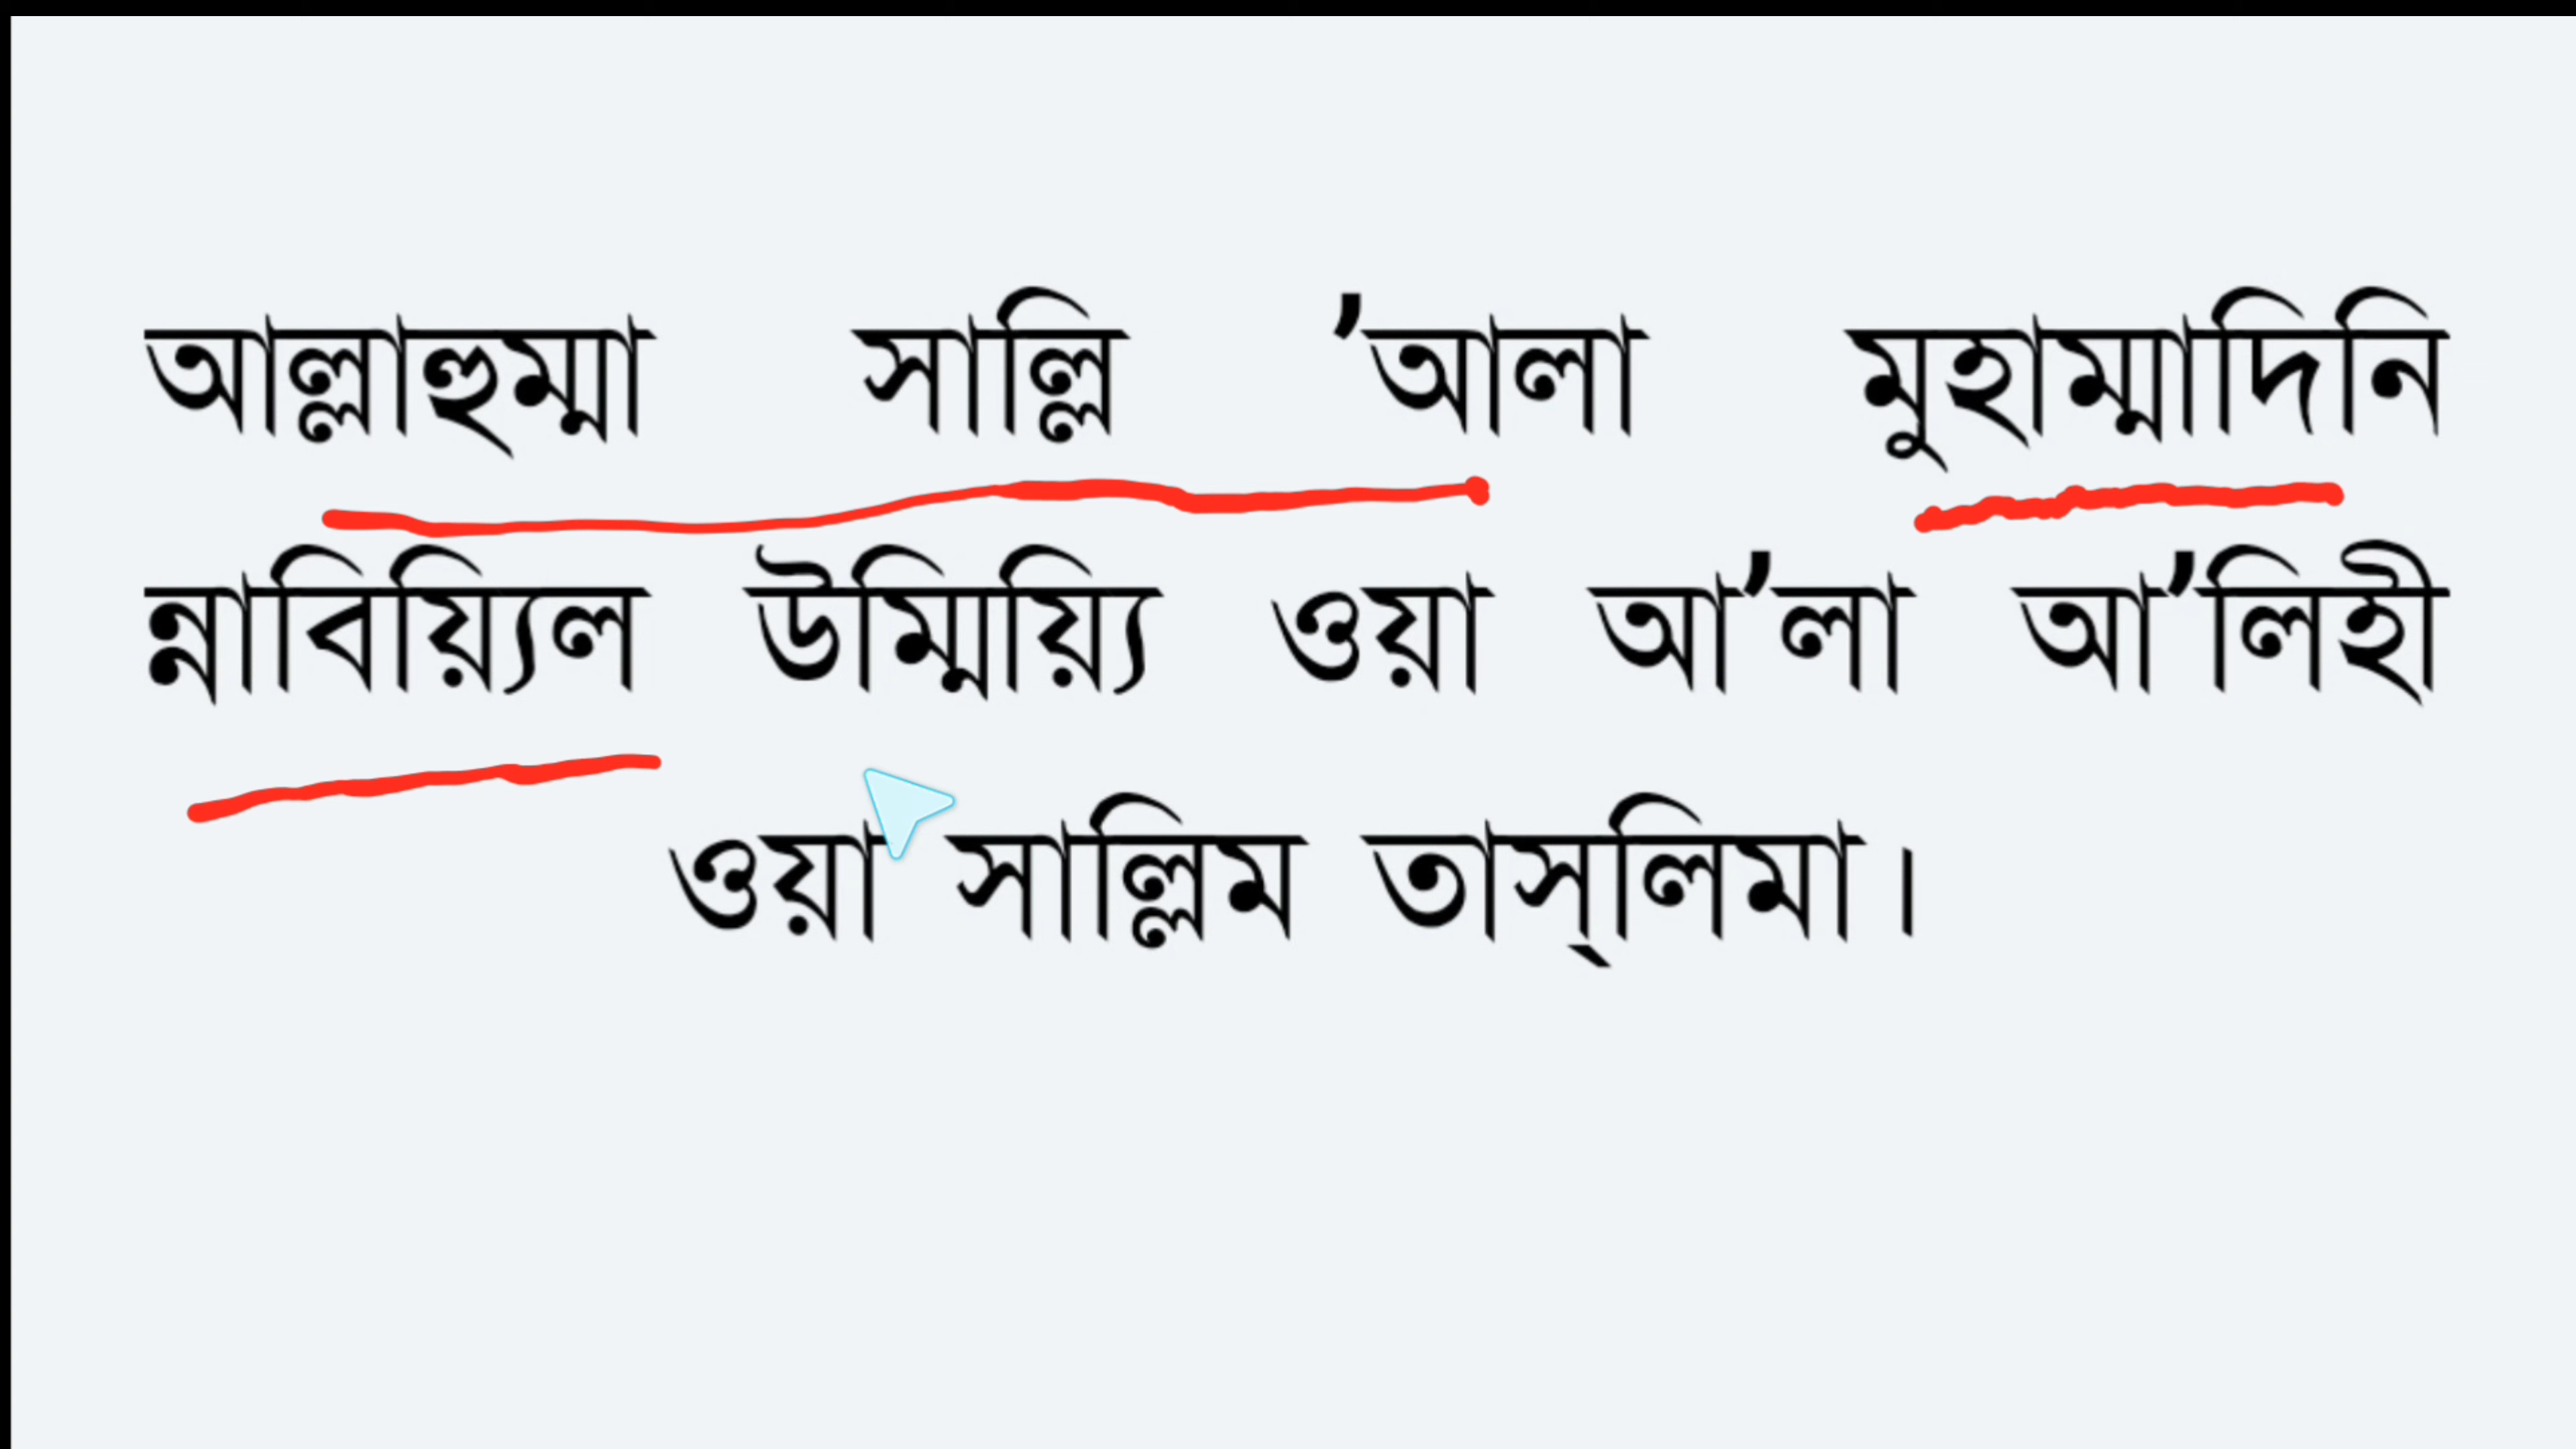 আল্লাহুম্মা সাল্লি ’আলা মুহাম্মাদিনি
ন্নাবিয়্যিল উম্মিয়্যি ওয়া আ’লা আ’লিহী
ওয়া সাল্লিম তাস্‌লিমা।